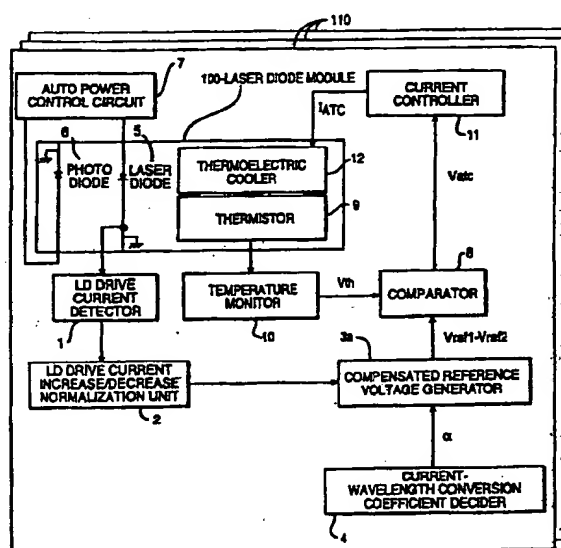 110
7
AUTO POWER
CONTROL CIRCUIT
100-LASER DIODE MODULE
CURRENT
CONTROLLER
11
IATC
6
5
PHOTO
DIODE
LASER
DIODE
THERMOELECTRIC
COOLER
12
THERMISTOR
9
Vatc
8
LD DRIVE
CURRENT
DETECTOR
1
TEMPERATURE
MONITOR
10
Vth
COMPARATOR
Vref1-Vref2
3a
LD DRIVE CURRENT
INCREASE/DECREASE
NORMALIZATION UNIT
2
COMPENSATED REFERENCE
VOLTAGE GENERATOR
α
CURRENT-
WAVELENGTH CONVERSION
COEFFICIENT DECIDER
4